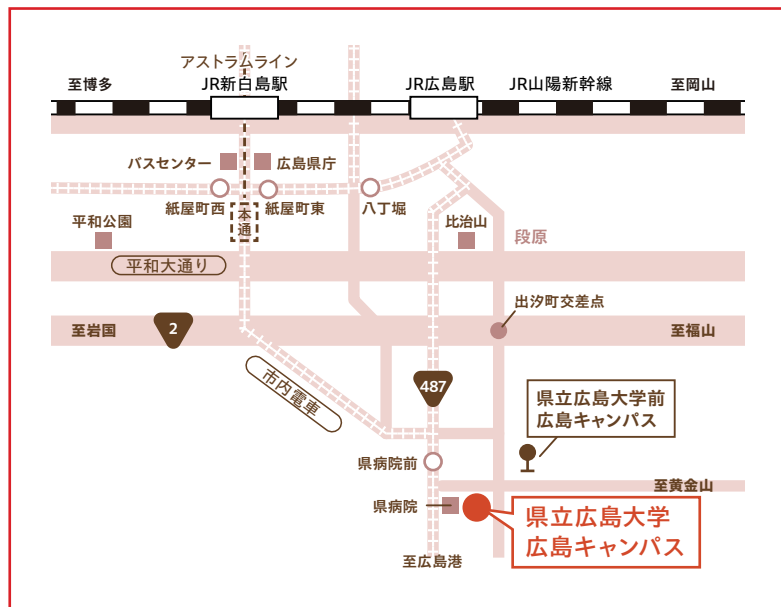 アストラムライン
至博多
JR新白島駅
JR広島駅
JR山陽新幹線
至岡山
バスセンター
広島県庁
紙屋町西
紙屋町東
八丁堀
本通
平和公園
比治山
段原
平和大通り
出汐町交差点
至岩国
2
至福山
市内電車
487
県立広島大学前
広島キャンパス
県病院前
至黄金山
県病院
県立広島大学
広島キャンパス
至広島港